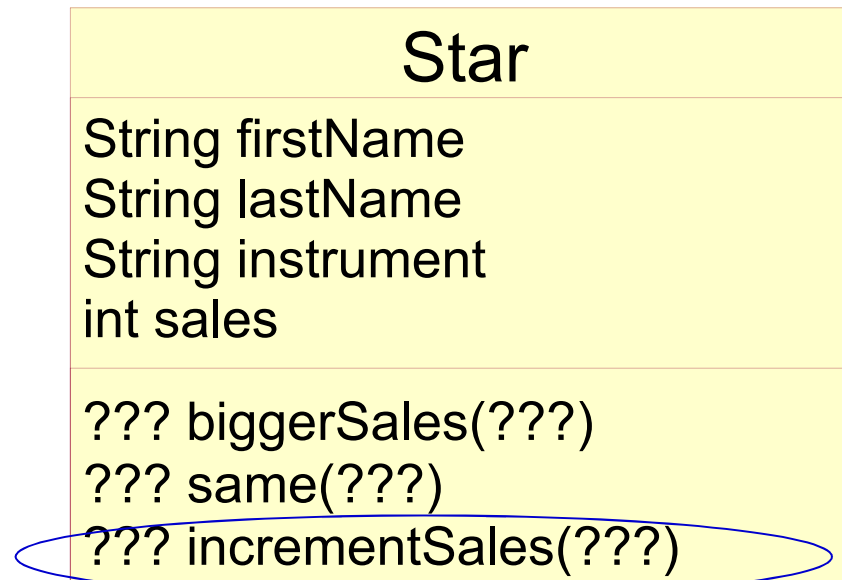 Star
String firstName
String lastName
String instrument
int sales
??? biggerSales(???)
??? same(???)
??? incrementSales(???)